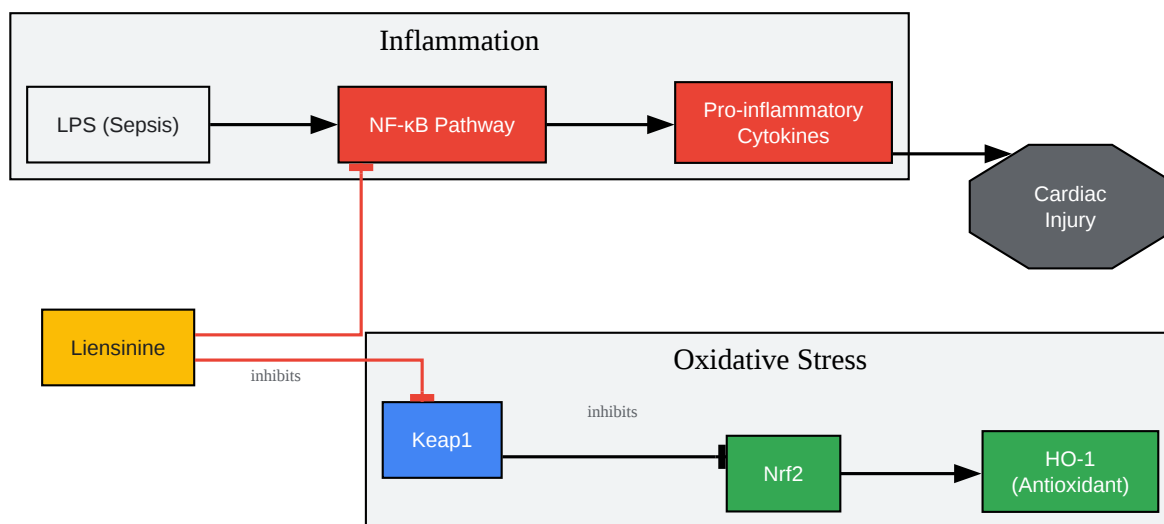 Inflammation
LPS (Sepsis)
NF-κB Pathway
Pro-inflammatory
Cytokines
Cardiac
Injury
Liensinine
inhibits
Oxidative Stress
Keap1
inhibits
Nrf2
HO-1
(Antioxidant)